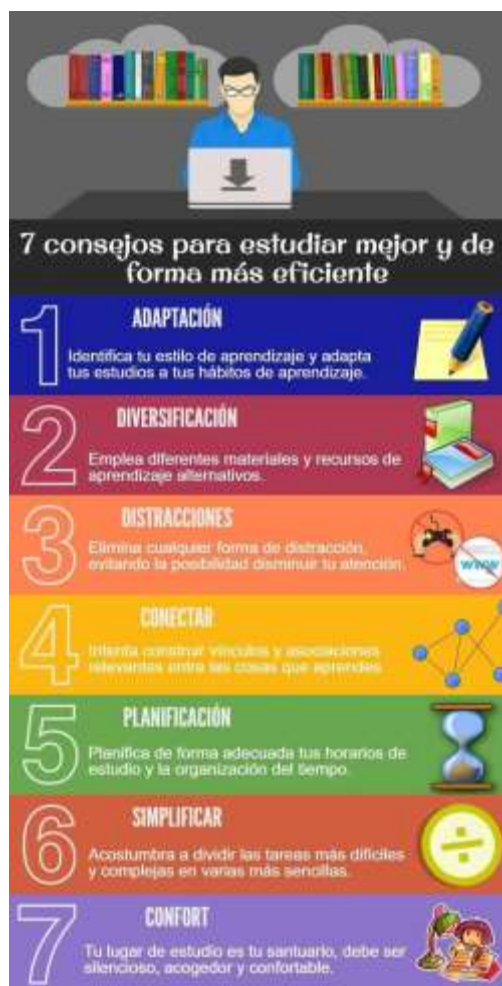 7 consejos para estudiar mejor y de
forma más eficiente
1
ADAPTACIÓN
Identifica tu estilo de aprendizaje y adapta
tus estudios a tus hábitos de aprendizaje.
2
DIVERSIFICACIÓN
Emplea diferentes materiales y recursos de
aprendizaje alternativos.
3
DISTRACCIONES
Elimina cualquier forma de distracción,
evitando la posibilidad disminuir tu atención.
www
4
CONECTAR
Intenta construir vínculos y asociaciones
relevantes entre las cosas que aprendes.
5
PLANIFICACIÓN
Planifica de forma adecuada tus horarios de
estudio y la organización del tiempo.
6
SIMPLIFICAR
Acostumbra a dividir las tareas más difíciles
y complejas en varias más sencillas.
7
CONFORT
Tu lugar de estudio es tu santuario, debe ser
silencioso, acogedor y confortable.